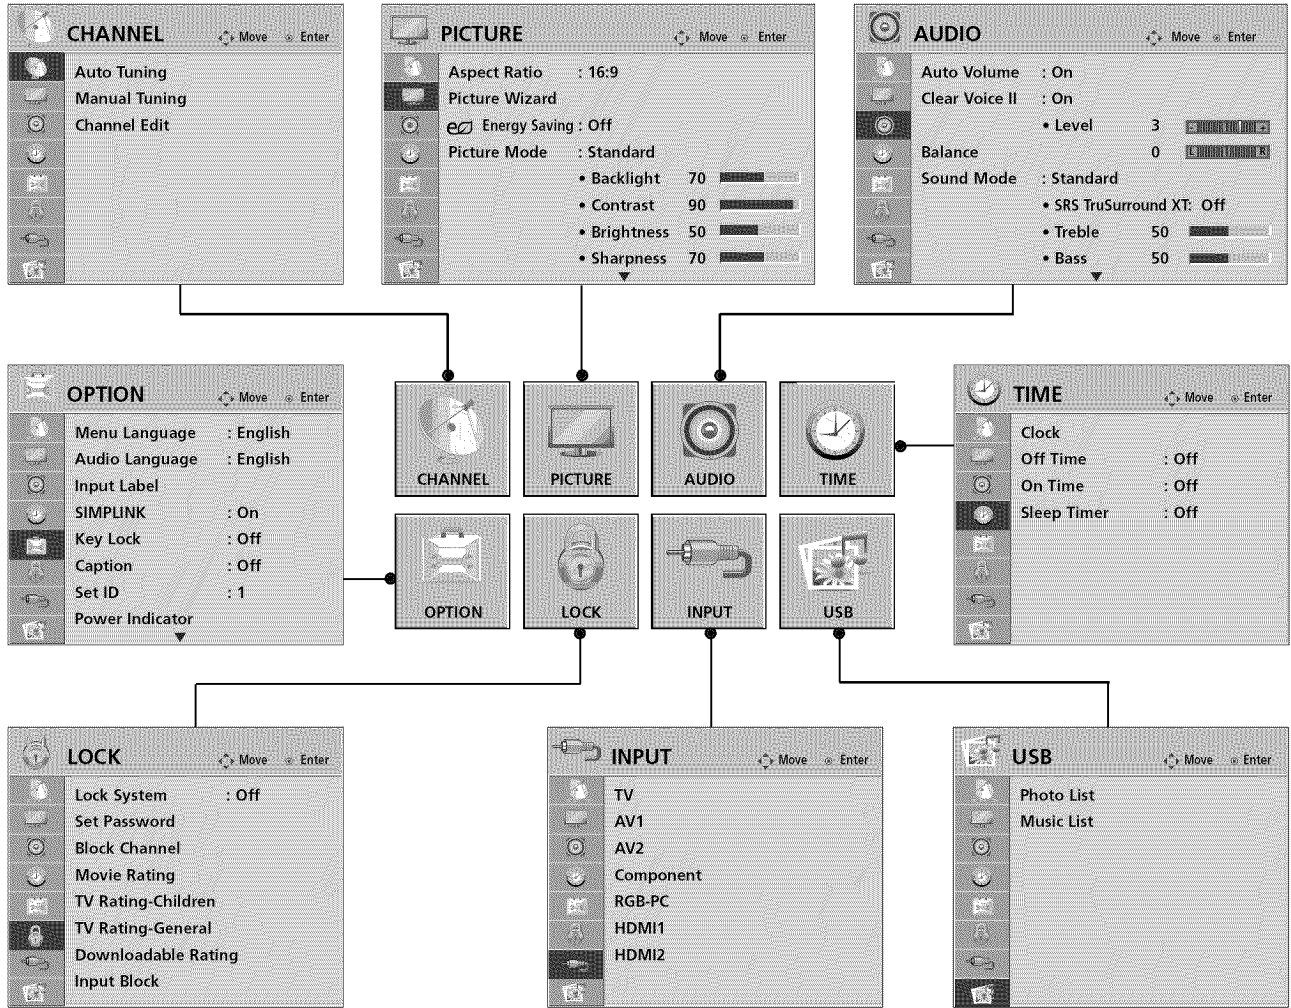 CHANNEL Move Enter
Auto Tuning
Manual Tuning
Channel Edit
PICTURE Move Enter
Aspect Ratio : 16:9
Picture Wizard
Energy Saving : Off
Picture Mode : Standard
• Backlight 70
• Contrast 90
• Brightness 50
• Sharpness 70
AUDIO Move Enter
Auto Volume : On
Clear Voice II : On
• Level 3 - +
Balance 0 L R
Sound Mode : Standard
• SRS TruSurround XT: Off
• Treble 50
• Bass 50
OPTION Move Enter
Menu Language : English
Audio Language : English
Input Label
SIMPLINK : On
Key Lock : Off
Caption : Off
Set ID : 1
Power Indicator
CHANNEL
PICTURE
AUDIO
TIME
OPTION
LOCK
INPUT
USB
TIME Move Enter
Clock
Off Time : Off
On Time : Off
Sleep Timer : Off
LOCK Move Enter
Lock System : Off
Set Password
Block Channel
Movie Rating
TV Rating-Children
TV Rating-General
Downloadable Rating
Input Block
INPUT Move Enter
TV
AV1
AV2
Component
RGB-PC
HDMI1
HDMI2
USB Move Enter
Photo List
Music List